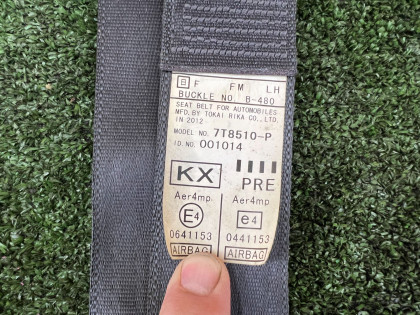 B F FM LH
BUCKLE NO. B-480
SEAT BELT FOR AUTOMOBILES
MFD. BY TOKAI RIKA CO., LTD.
IN 2012
MODEL NO. 7T8510-P
ID. NO. 001014
KX
PRE
Aer4mp Aer4mp
E4 e4
0641153 0441153
AIRBAG AIRBAG